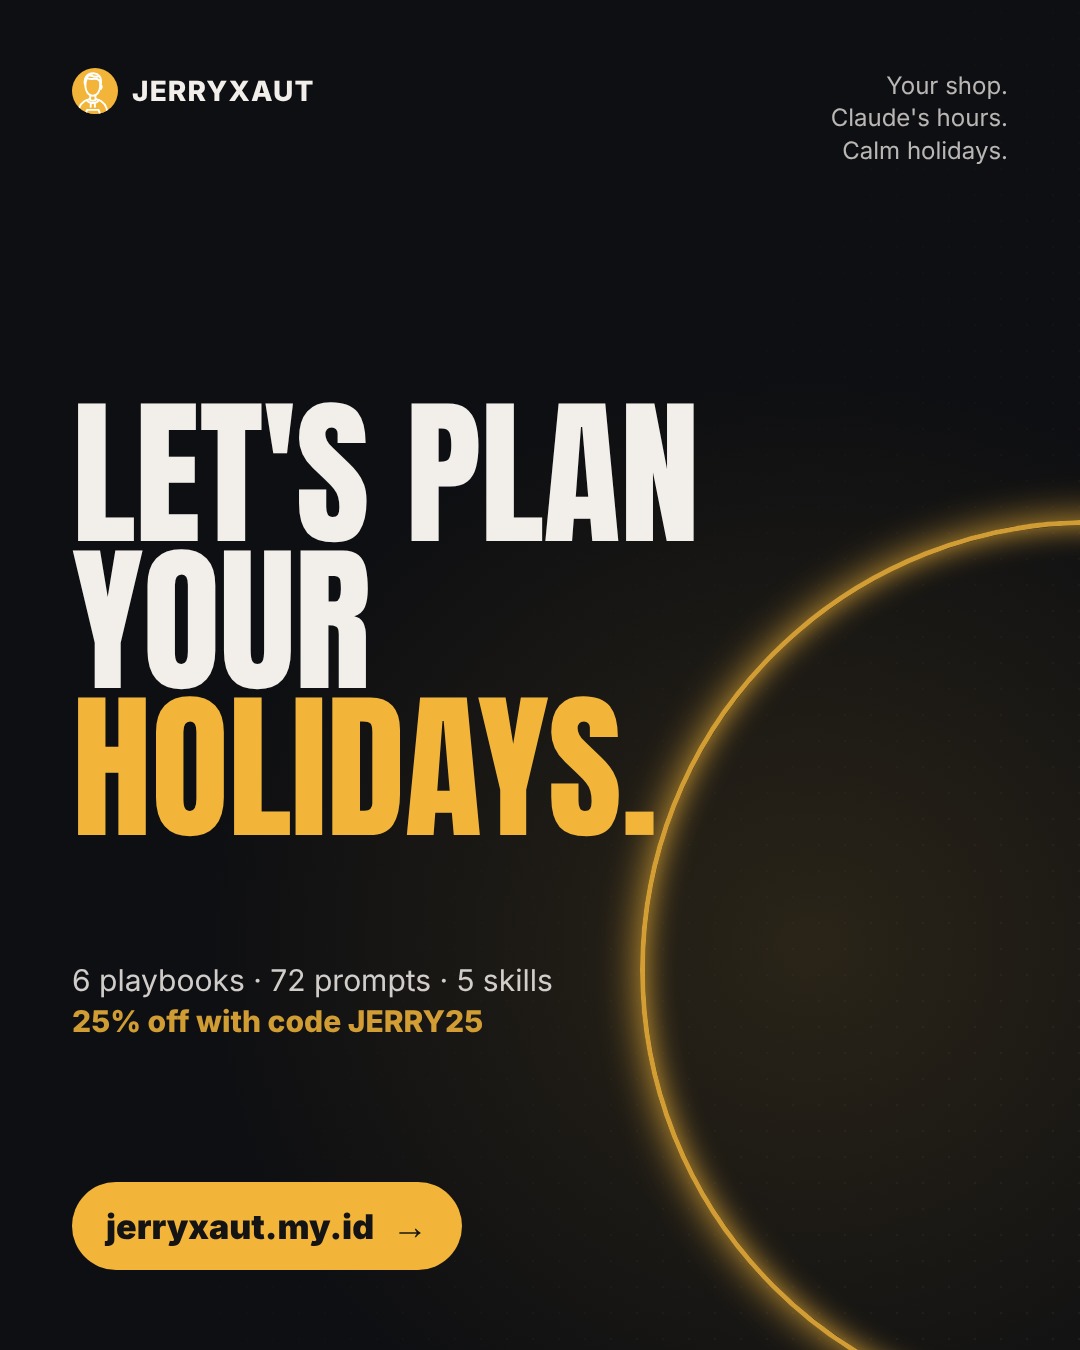 JERRYXAUT
Your shop.
Claude's hours.
Calm holidays.
LET'S PLAN
YOUR
HOLIDAYS.
6 playbooks · 72 prompts · 5 skills
25% off with code JERRY25
jerryxaut.my.id →